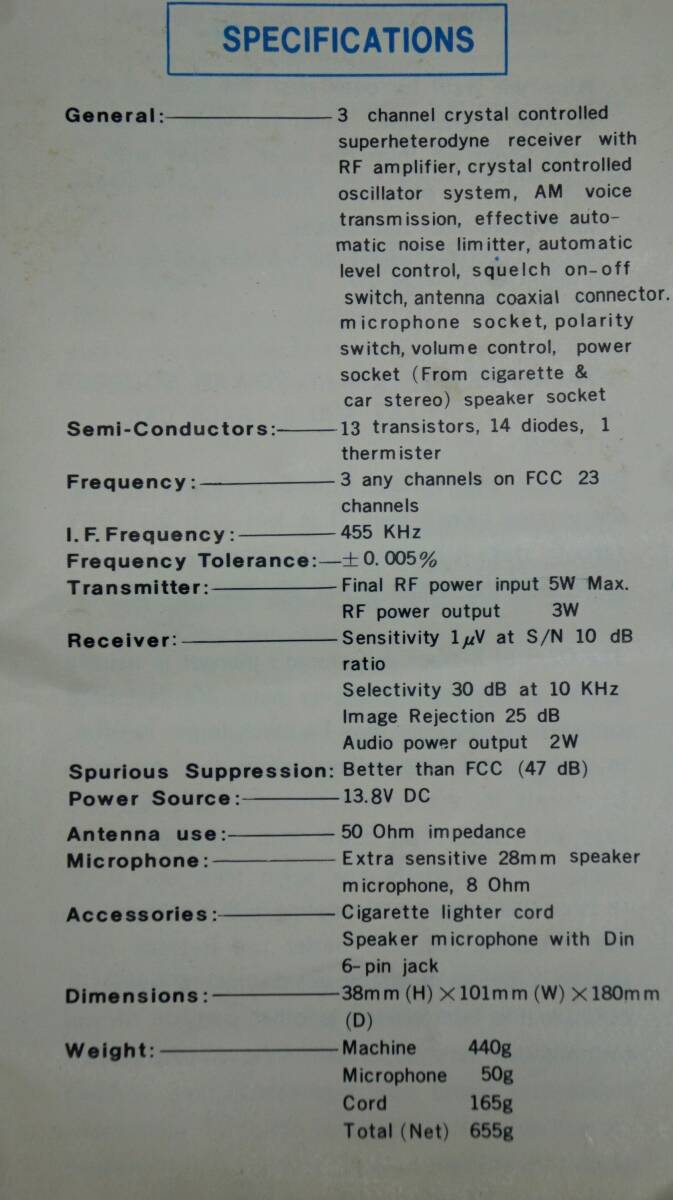 SPECIFICATIONS
General: 3 channel crystal controlled
superheterodyne receiver with
RF amplifier, crystal controlled
oscillator system, AM voice
transmission, effective auto-
matic noise limitter, automatic
level control, squelch on-off
switch, antenna coaxial connector.
microphone socket, polarity
switch, volume control, power
socket (From cigarette &
car stereo) speaker socket
Semi-Conductors: 13 transistors, 14 diodes, 1
thermister
Frequency: 3 any channels on FCC 23
channels
I.F. Frequency: 455 KHz
Frequency Tolerance: ±0.005%
Transmitter: Final RF power input 5W Max.
RF power output 3W
Receiver: Sensitivity 1μV at S/N 10 dB
ratio
Selectivity 30 dB at 10 KHz
Image Rejection 25 dB
Audio power output 2W
Spurious Suppression: Better than FCC (47 dB)
Power Source: 13.8V DC
Antenna use: 50 Ohm impedance
Microphone: Extra sensitive 28mm speaker
microphone, 8 Ohm
Accessories: Cigarette lighter cord
Speaker microphone with Din
6-pin jack
Dimensions: 38mm (H) × 101mm (W) × 180mm
(D)
Weight: Machine 440g
Microphone 50g
Cord 165g
Total (Net) 655g